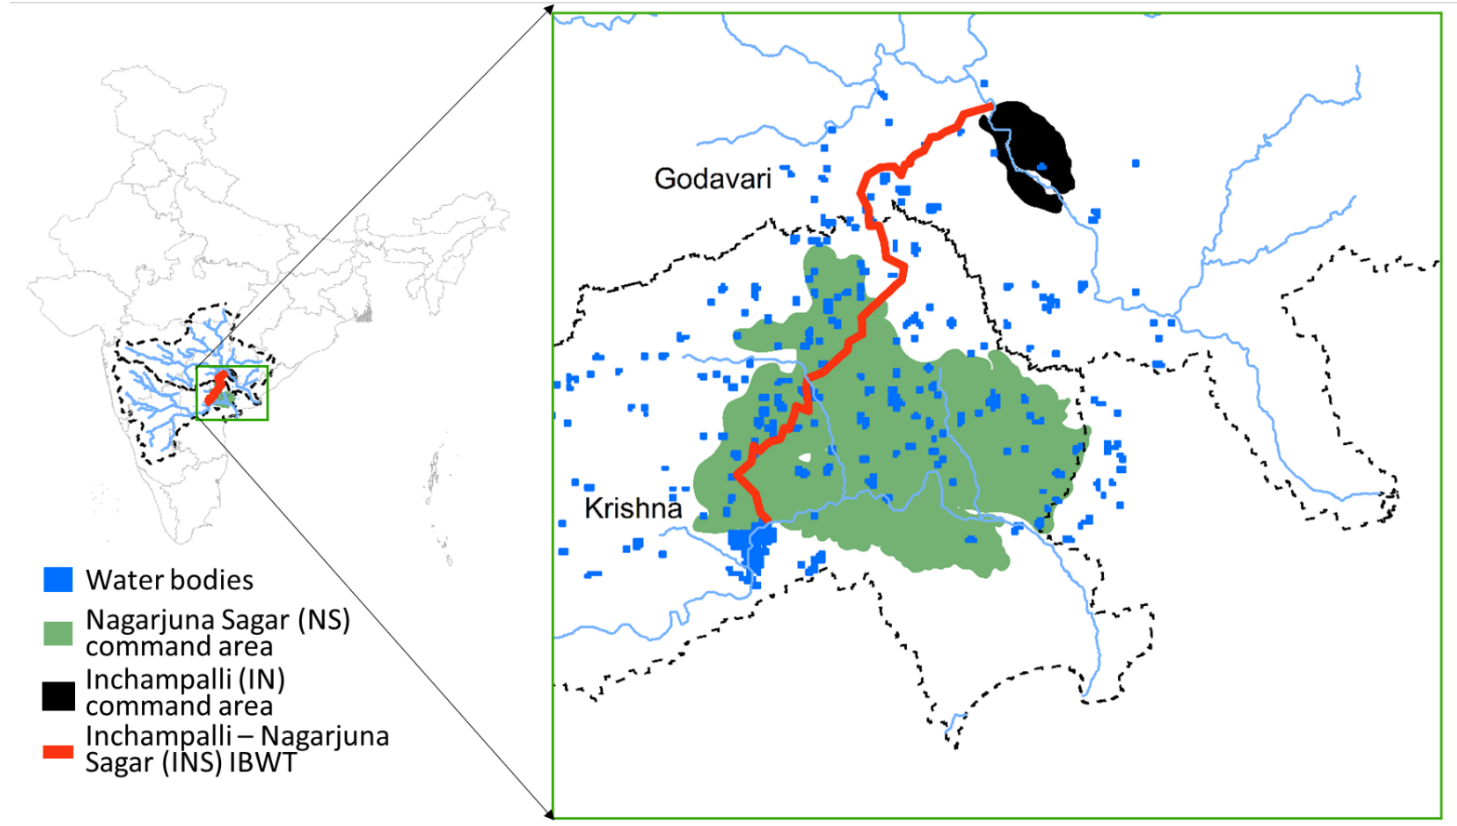 Godavari
Krishna
Water bodies
Nagarjuna Sagar (NS)
command area
Inchampalli (IN)
command area
Inchampalli – Nagarjuna
Sagar (INS) IBWT